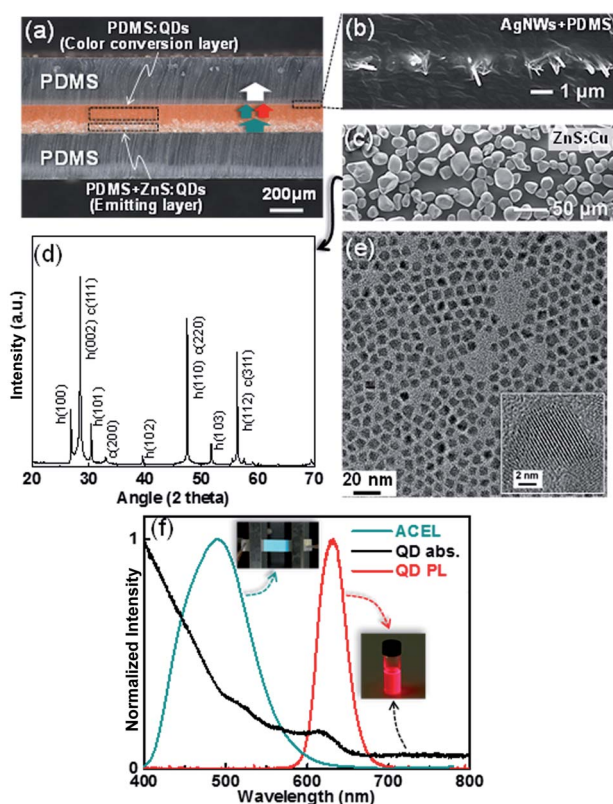 (a)
PDMS:QDs
(Color conversion layer)
PDMS
PDMS
PDMS+ZnS:QDs
(Emitting layer)
200μm
(b)
AgNWs+PDMS
1 μm
(c)
ZnS:Cu
50 μm
(d)
Intensity (a.u.)
h(100)
h(002) c(111)
h(101)
c(200)
h(102)
h(110) c(220)
h(103)
h(112) c(311)
20 30 40 50 60 70
Angle (2 theta)
(e)
20 nm
2 nm
(f)
ACEL
QD abs.
QD PL
Normalized Intensity
1
0
400 500 600 700 800
Wavelength (nm)